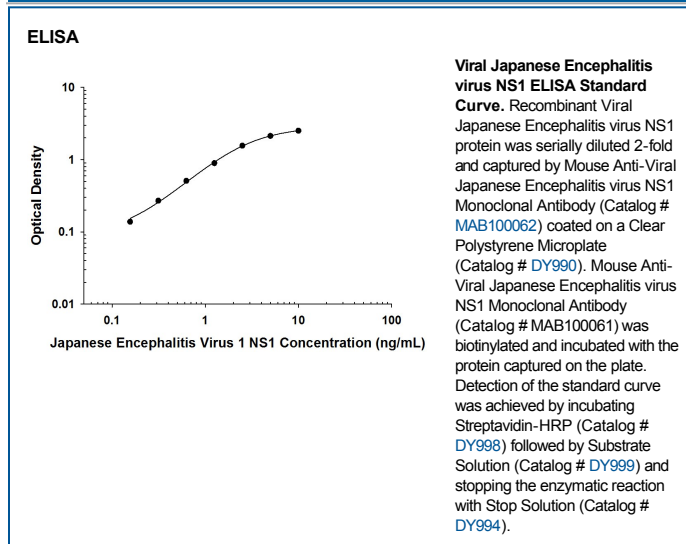 ELISA
10
1
0.1
0.01
Optical Density
0.1 1 10 100
Japanese Encephalitis Virus 1 NS1 Concentration (ng/mL)
Viral Japanese Encephalitis
virus NS1 ELISA Standard
Curve. Recombinant Viral
Japanese Encephalitis virus NS1
protein was serially diluted 2-fold
and captured by Mouse Anti-Viral
Japanese Encephalitis virus NS1
Monoclonal Antibody (Catalog #
MAB100062) coated on a Clear
Polystyrene Microplate
(Catalog # DY990). Mouse Anti-
Viral Japanese Encephalitis virus
NS1 Monoclonal Antibody
(Catalog # MAB100061) was
biotinylated and incubated with the
protein captured on the plate.
Detection of the standard curve
was achieved by incubating
Streptavidin-HRP (Catalog #
DY998) followed by Substrate
Solution (Catalog # DY999) and
stopping the enzymatic reaction
with Stop Solution (Catalog #
DY994).